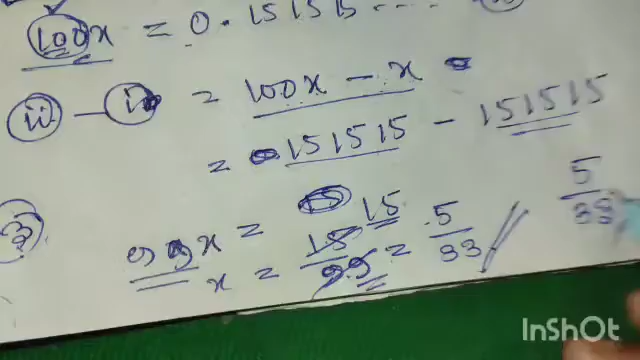 100x = 0.151515....
ii - i = 100x - x
= 151515 - 151515
99x = 15
x = 15/99 = 5/33 // 5/33
InShOt